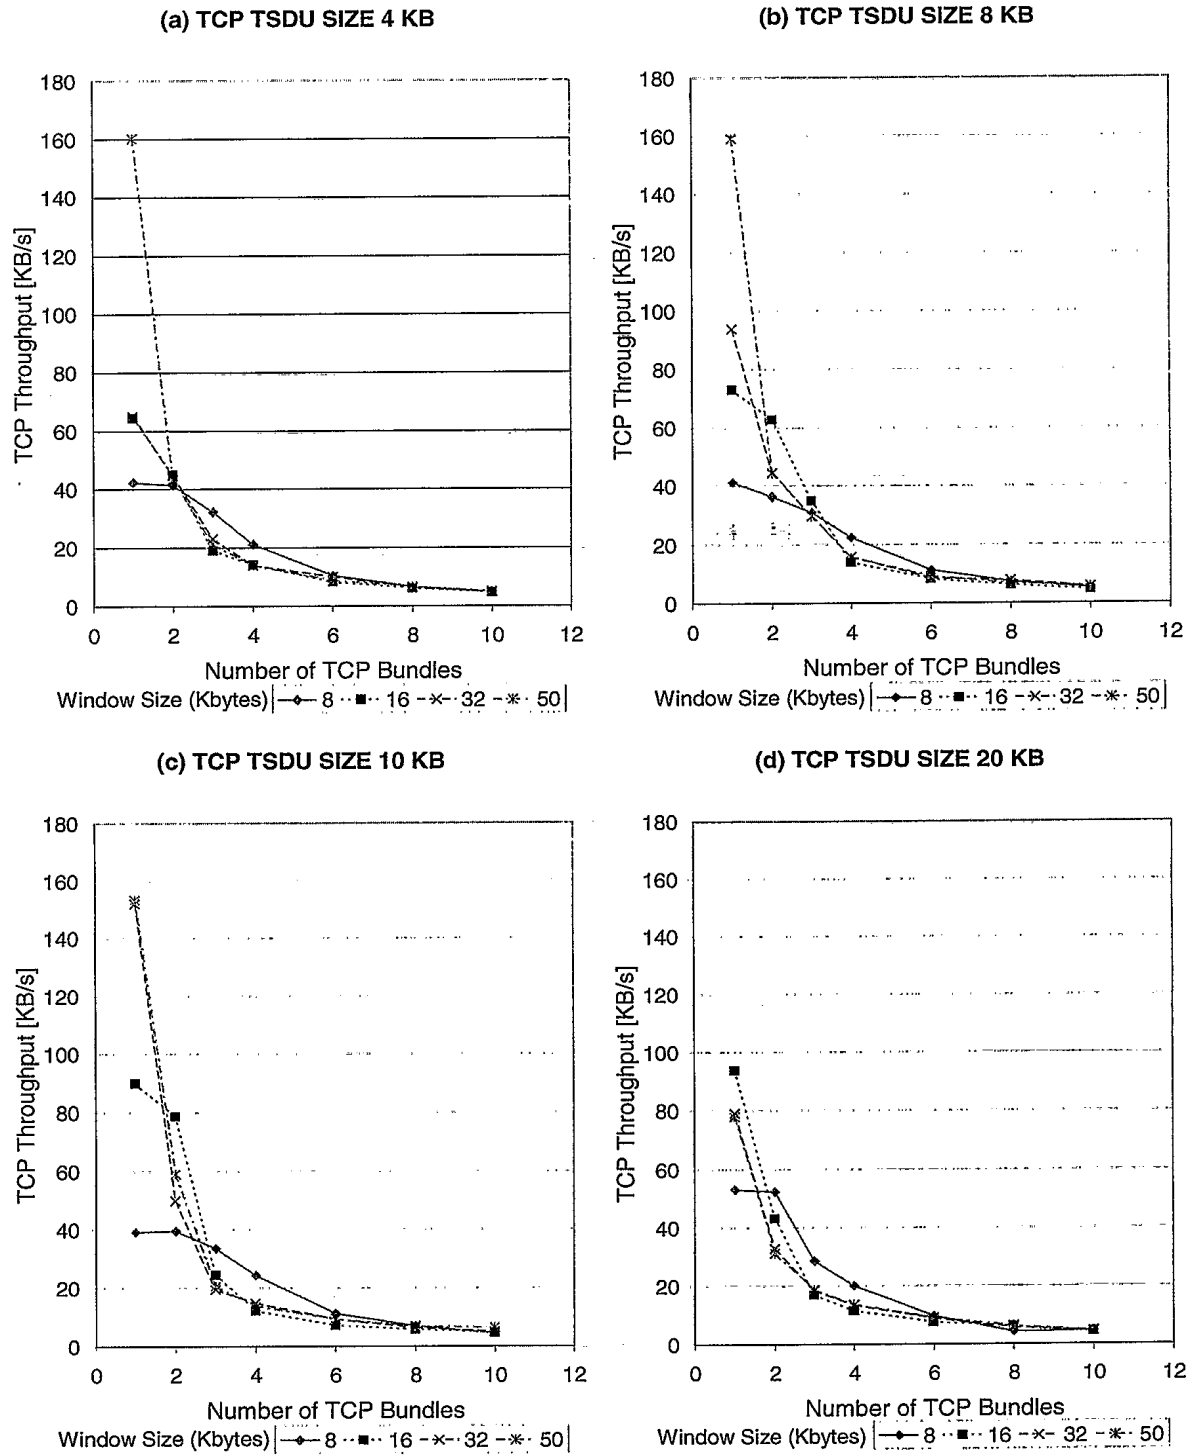 (a) TCP TSDU SIZE 4 KB
180
160
140
120
100
80
60
40
20
0
TCP Throughput [KB/s]
0 2 4 6 8 10 12
Number of TCP Bundles
Window Size (Kbytes) 8 16 32 50
(b) TCP TSDU SIZE 8 KB
180
160
140
120
100
80
60
40
20
0
TCP Throughput [KB/s]
0 2 4 6 8 10 12
Number of TCP Bundles
Window Size (Kbytes) 8 16 32 50
(c) TCP TSDU SIZE 10 KB
180
160
140
120
100
80
60
40
20
0
TCP Throughput [KB/s]
0 2 4 6 8 10 12
Number of TCP Bundles
Window Size (Kbytes) 8 16 32 50
(d) TCP TSDU SIZE 20 KB
180
160
140
120
100
80
60
40
20
0
TCP Throughput [KB/s]
0 2 4 6 8 10 12
Number of TCP Bundles
Window Size (Kbytes) 8 16 32 50